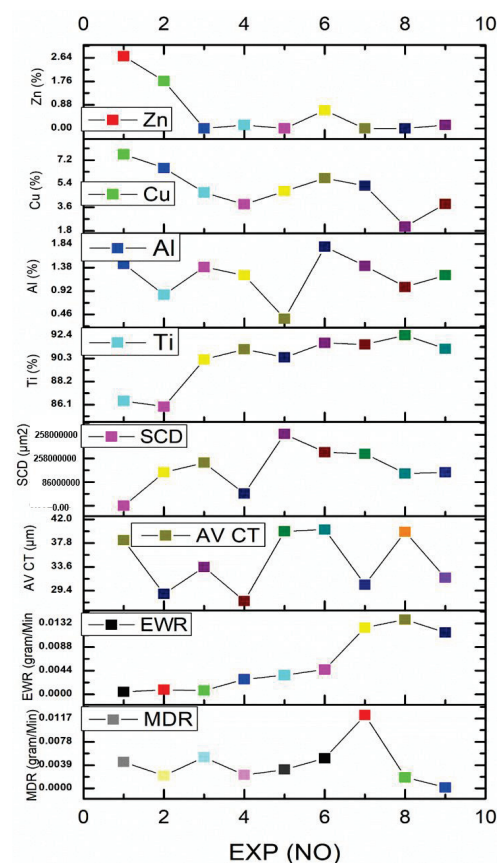 0 2 4 6 8 10
Zn (%)
2.64
1.76
0.88
0.00
Zn
Cu (%)
7.2
5.4
3.6
1.8
Cu
Al (%)
1.84
1.38
0.92
0.46
Al
Ti (%)
92.4
90.3
88.2
86.1
Ti
SCD (µm2)
258000000
258000000
86000000
0.00
SCD
AV CT (µm)
42.0
37.8
33.6
29.4
AV CT
EWR (gram/Min)
0.0132
0.0088
0.0044
0.0000
EWR
MDR (gram/Min)
0.0117
0.0078
0.0039
0.0000
MDR
0 2 4 6 8 10
EXP (NO)